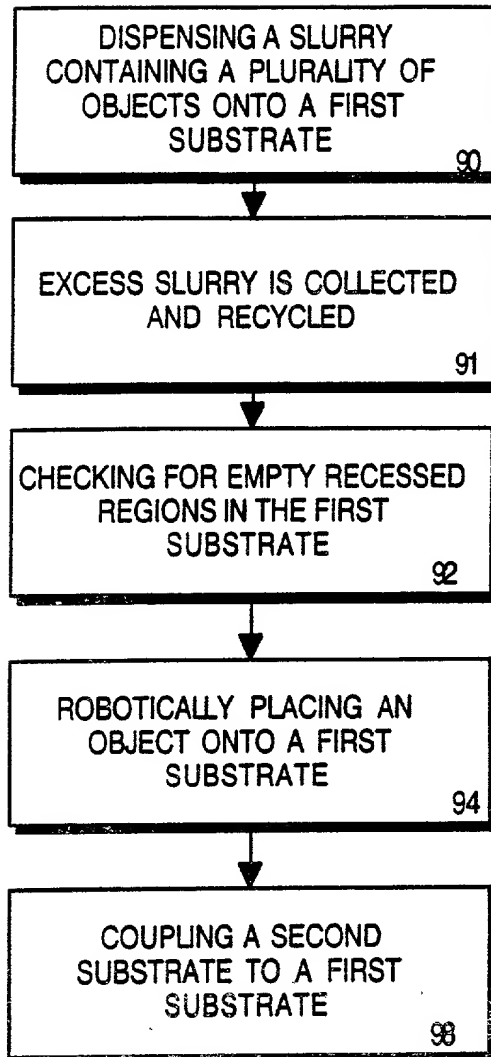 DISPENSING A SLURRY
CONTAINING A PLURALITY OF
OBJECTS ONTO A FIRST
SUBSTRATE
90
EXCESS SLURRY IS COLLECTED
AND RECYCLED
91
CHECKING FOR EMPTY RECESSED
REGIONS IN THE FIRST
SUBSTRATE
92
ROBOTICALLY PLACING AN
OBJECT ONTO A FIRST
SUBSTRATE
94
COUPLING A SECOND
SUBSTRATE TO A FIRST
SUBSTRATE
98